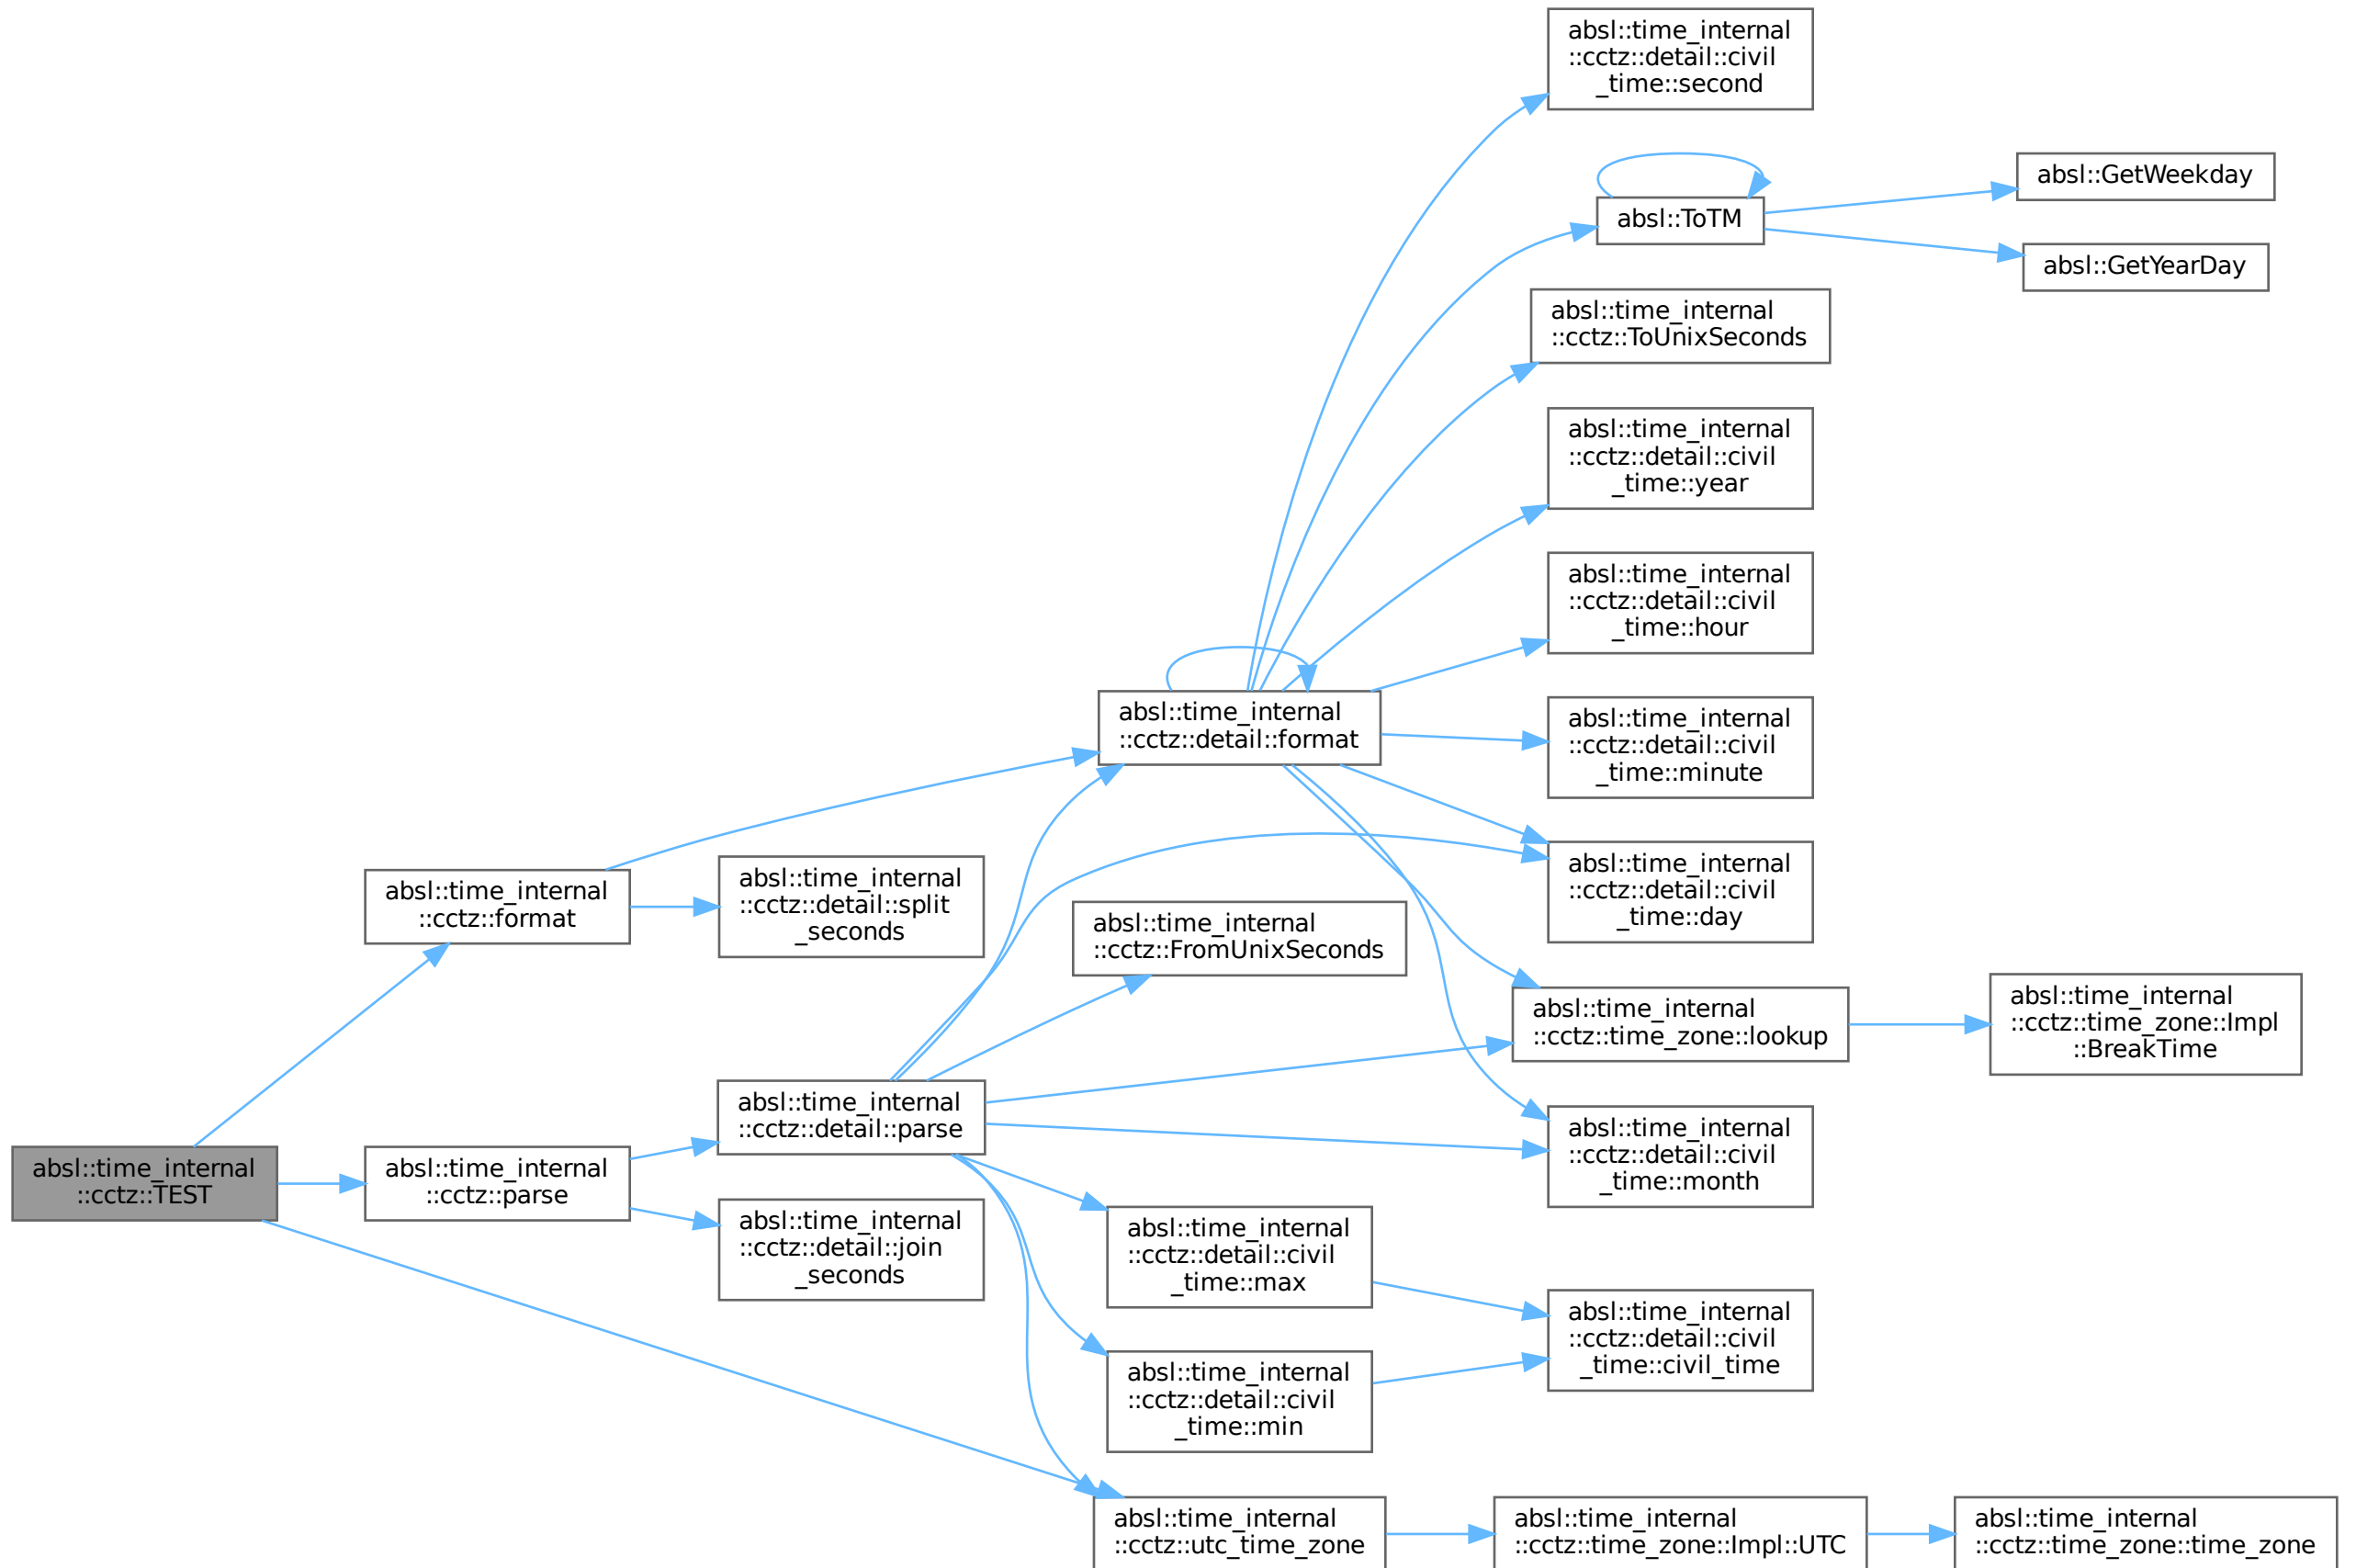 absl::time_internal
::cctz::detail::civil
_time::second
absl::GetWeekday
absl::ToTM
absl::GetYearDay
absl::time_internal
::cctz::ToUnixSeconds
absl::time_internal
::cctz::detail::civil
_time::year
absl::time_internal
::cctz::detail::civil
_time::hour
absl::time_internal
::cctz::detail::format
absl::time_internal
::cctz::detail::civil
_time::minute
absl::time_internal
::cctz::format
absl::time_internal
::cctz::detail::split
_seconds
absl::time_internal
::cctz::detail::civil
_time::day
absl::time_internal
::cctz::FromUnixSeconds
absl::time_internal
::cctz::time_zone::lookup
absl::time_internal
::cctz::time_zone::Impl
::BreakTime
absl::time_internal
::cctz::detail::parse
absl::time_internal
::cctz::detail::civil
_time::month
absl::time_internal
::cctz::TEST
absl::time_internal
::cctz::parse
absl::time_internal
::cctz::detail::join
_seconds
absl::time_internal
::cctz::detail::civil
_time::max
absl::time_internal
::cctz::detail::civil
_time::civil_time
absl::time_internal
::cctz::detail::civil
_time::min
absl::time_internal
::cctz::utc_time_zone
absl::time_internal
::cctz::time_zone::Impl::UTC
absl::time_internal
::cctz::time_zone::time_zone